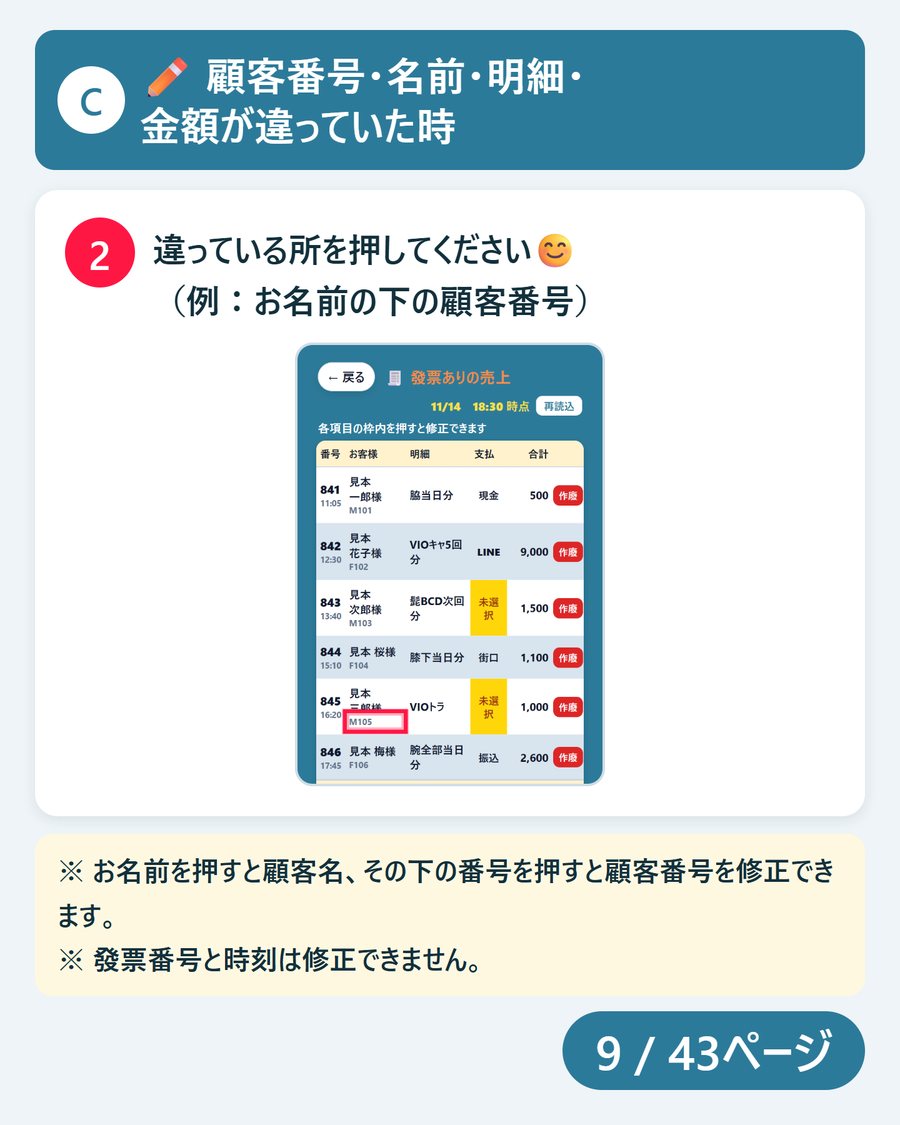 C
✏️ 顧客番号・名前・明細・
金額が違っていた時
2
違っている所を押してください😊
（例：お名前の下の顧客番号）
← 戻る 🧾 發票ありの売上
11/14 18:30 時点 再読込
各項目の枠内を押すと修正できます
番号 お客様 明細 支払 合計
841 11:05 見本 一郎様 M101 脇当日分 現金 500 作廢
842 12:30 見本 花子様 F102 VIOキャ5回分 LINE 9,000 作廢
843 13:40 見本 次郎様 M103 髭BCD次回分 未選択 1,500 作廢
844 15:10 見本 桜様 F104 膝下当日分 街口 1,100 作廢
845 16:20 見本 三郎様 M105 VIOトラ 未選択 1,000 作廢
846 17:45 見本 梅様 F106 腕全部当日分 振込 2,600 作廢
※ お名前を押すと顧客名、その下の番号を押すと顧客番号を修正でき
ます。
※ 發票番号と時刻は修正できません。
9 / 43ページ